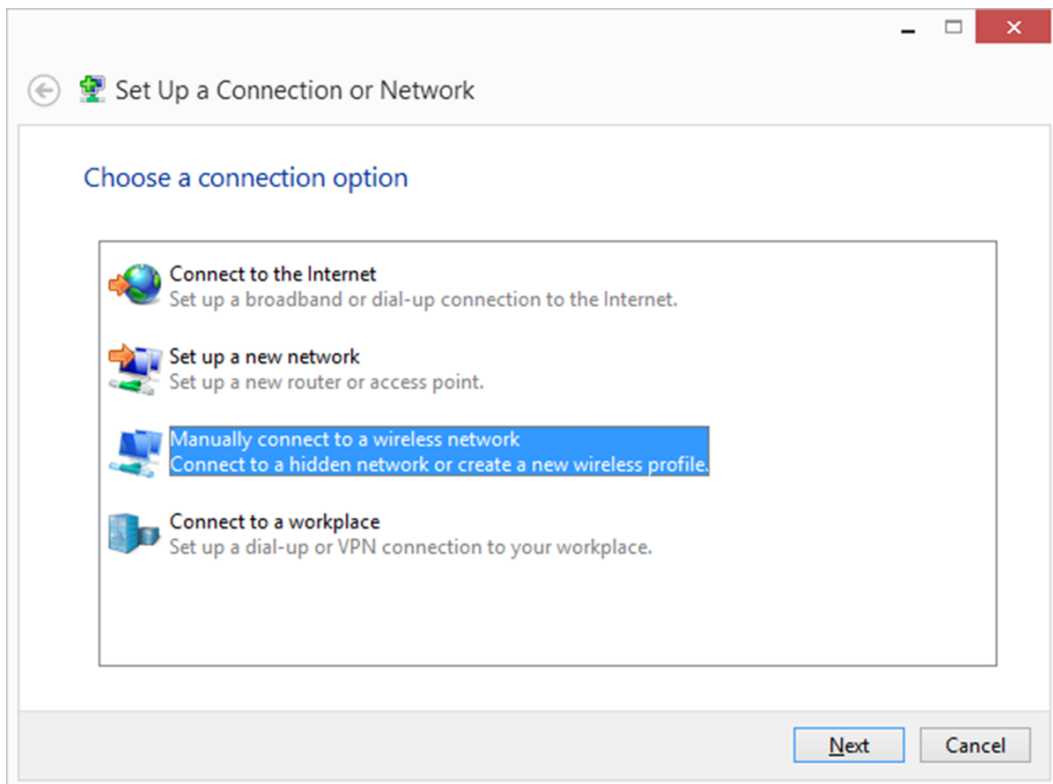 Set Up a Connection or Network
Choose a connection option
Connect to the Internet
Set up a broadband or dial-up connection to the Internet.
Set up a new network
Set up a new router or access point.
Manually connect to a wireless network
Connect to a hidden network or create a new wireless profile.
Connect to a workplace
Set up a dial-up or VPN connection to your workplace.
Next
Cancel